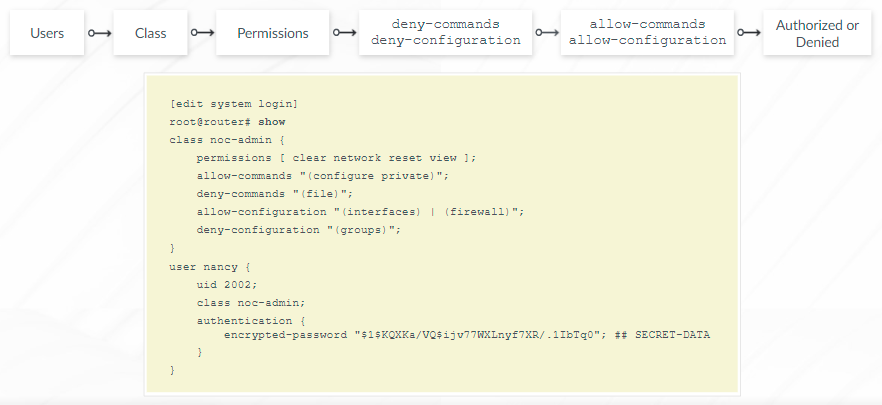 Users
Class
Permissions
deny-commands
deny-configuration
allow-commands
allow-configuration
Authorized or
Denied
[edit system login]
root@router# show
class noc-admin {
permissions [ clear network reset view ];
allow-commands "(configure private)";
deny-commands "(file)";
allow-configuration "(interfaces) | (firewall)";
deny-configuration "(groups)";
}
user nancy {
uid 2002;
class noc-admin;
authentication {
encrypted-password "$1$KQXKa/VQ$ijv77WXLnyf7XR/.1IbTq0"; ## SECRET-DATA
}
}